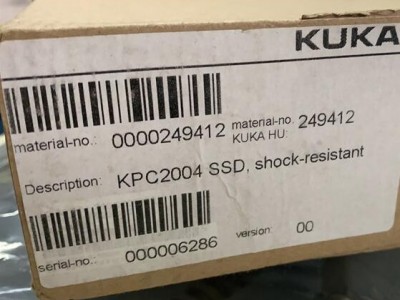 KUKA
material-no.: 0000249412 material-no. KUKA HU: 249412
Description: KPC2004 SSD, shock-resistant
serial-no.: 000006286 version: 00